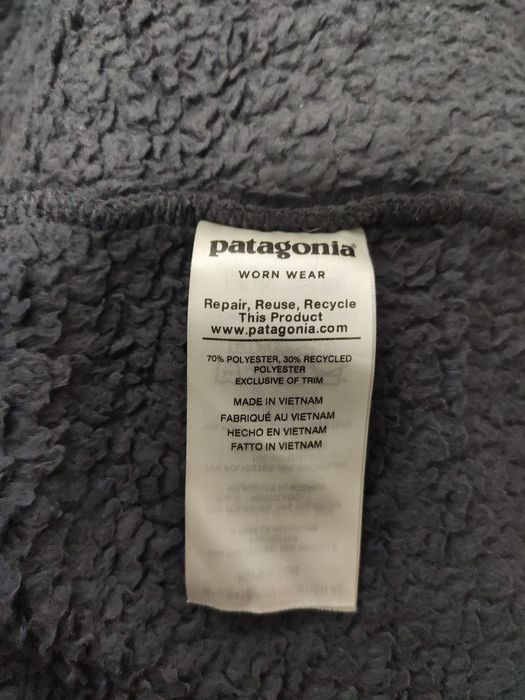 patagonia®
WORN WEAR
Repair, Reuse, Recycle
This Product
www.patagonia.com
70% POLYESTER, 30% RECYCLED
POLYESTER
EXCLUSIVE OF TRIM
MADE IN VIETNAM
FABRIQUÉ AU VIETNAM
HECHO EN VIETNAM
FATTO IN VIETNAM